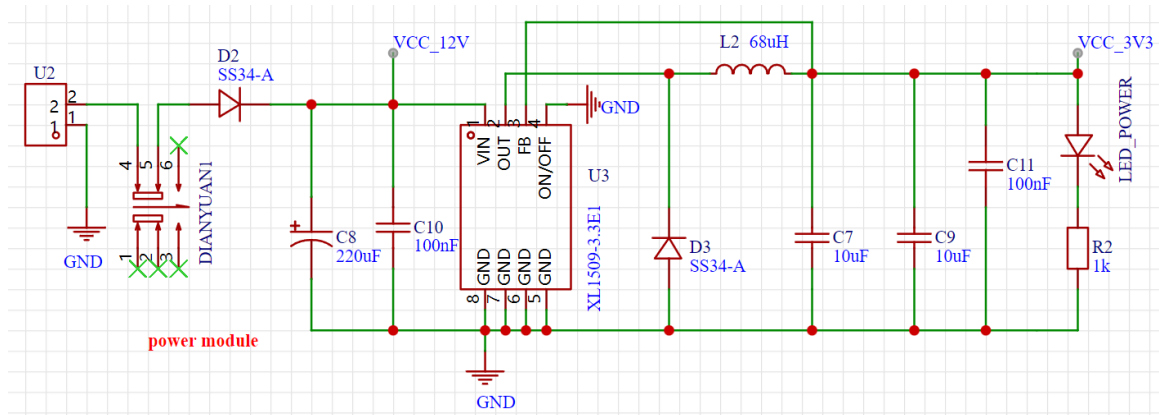 U2
2
1
2
1
GND
4
5
6
1
2
3
DIANYUAN1
D2
SS34-A
VCC_12V
C8
220uF
C10
100nF
1
2
3
4
VIN
OUT
FB
ON/OFF
GND
U3
XL1509-3.3E1
GND
GND
GND
GND
8
7
6
5
GND
L2 68uH
D3
SS34-A
C7
10uF
C9
10uF
C11
100nF
VCC_3V3
LED_POWER
R2
1k
power module